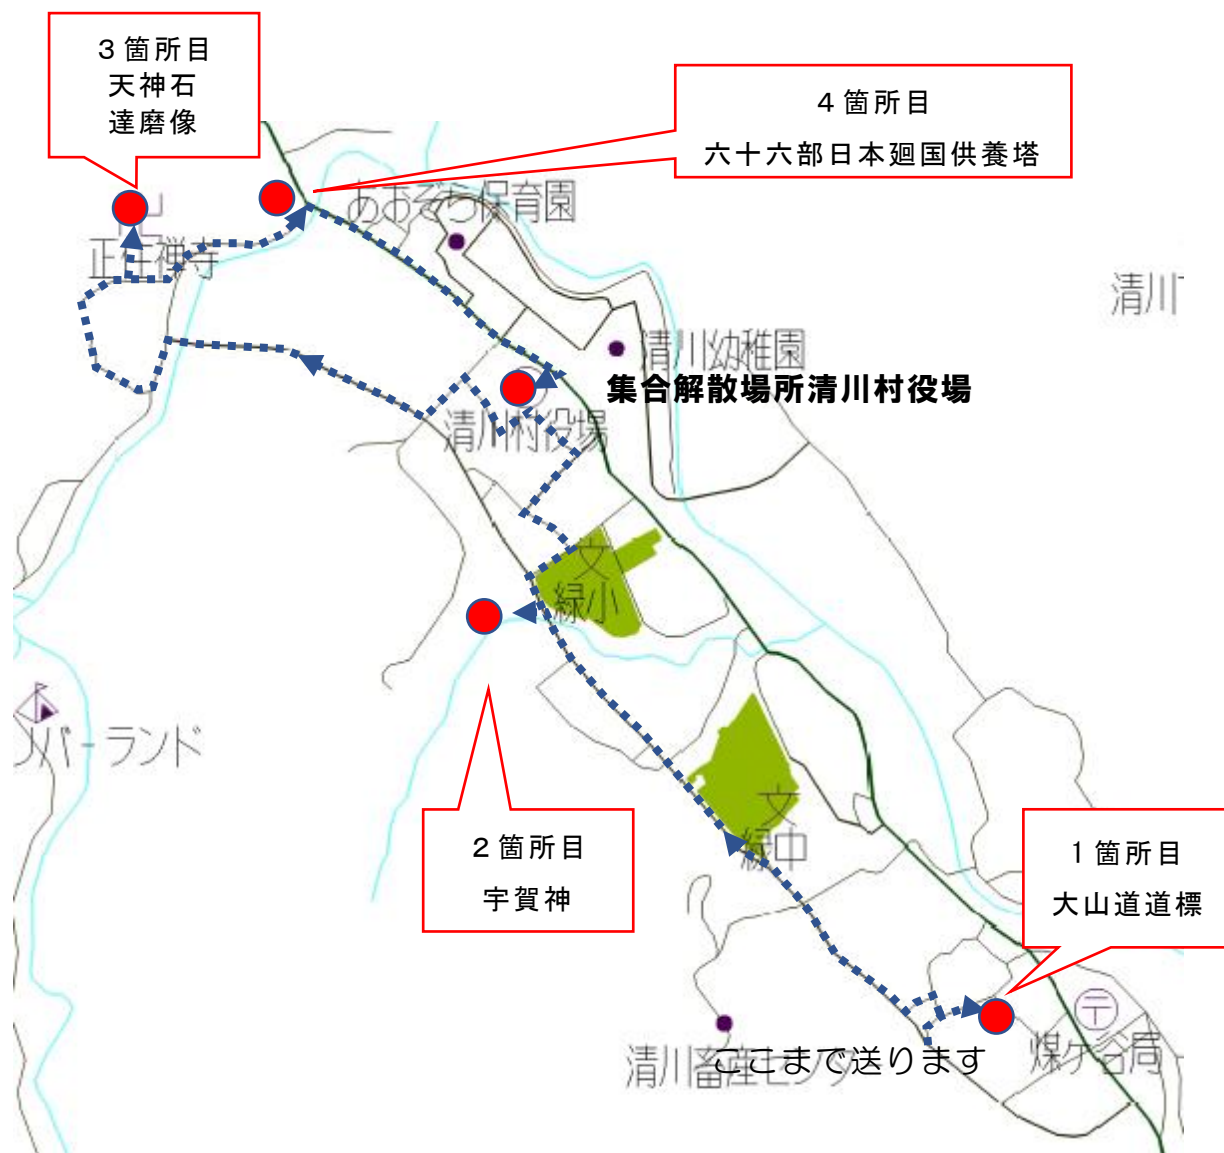 3箇所目
天神石
達磨像
4箇所目
六十六部日本廻国供養塔
あおぞら保育園
正住禅寺
清川
清川幼稚園
集合解散場所清川村役場
清川村役場
文
緑小
ランド
2箇所目
宇賀神
文
緑中
1箇所目
大山道道標
〒
煤ケ谷局
ここまで送ります
清川畜産センター